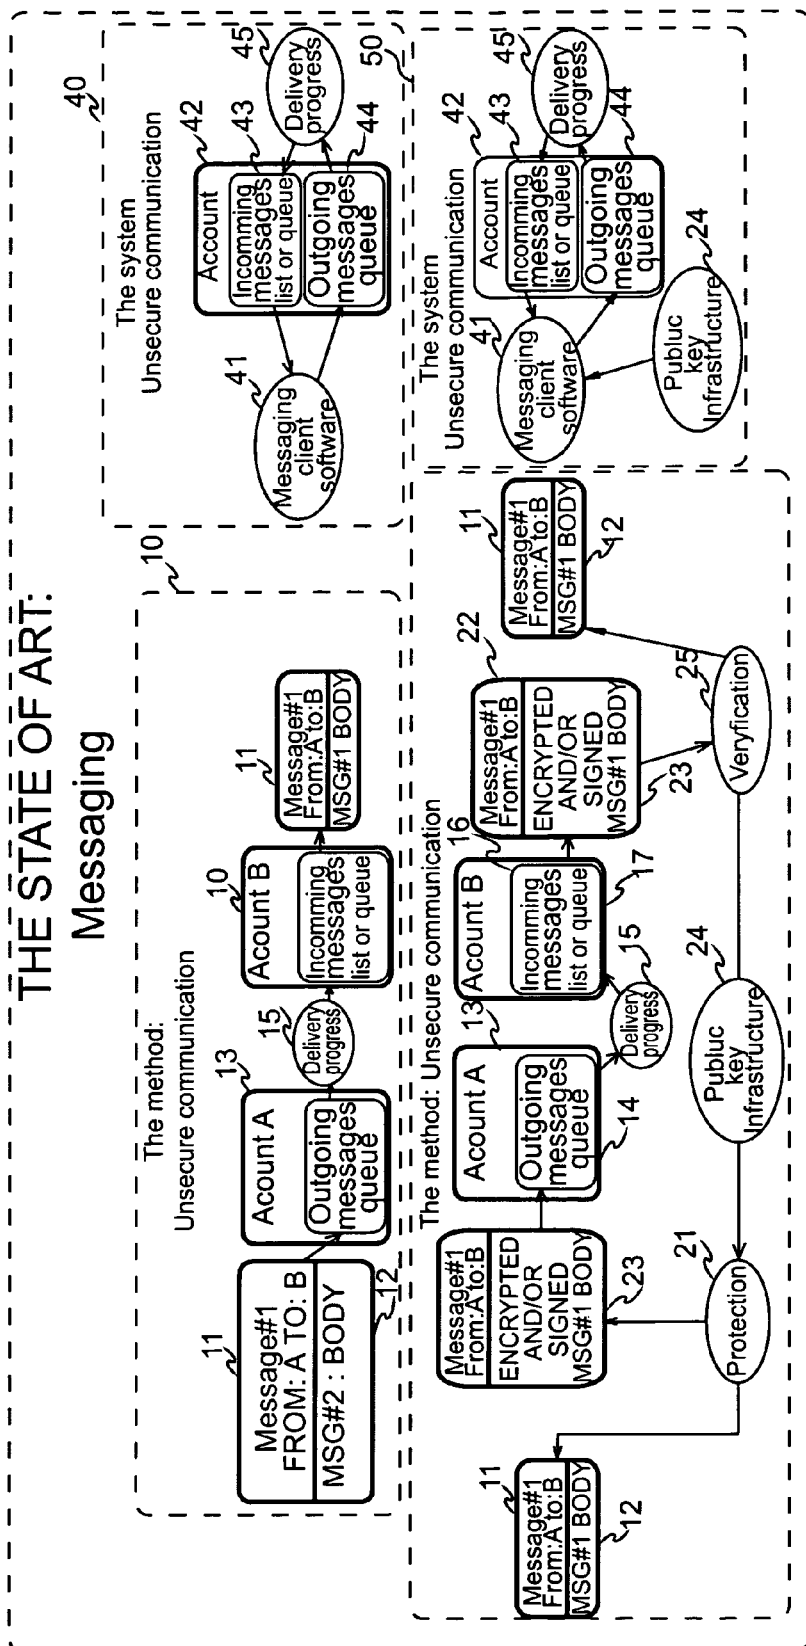 THE STATE OF ART:
Messaging
The method:
Unsecure communication
10
11
Message#1
FROM: A TO: B
MSG#2 : BODY
12
13
Acount A
Outgoing
messages
queue
15
Delivery
progress
10
Acount B
Incomming
messages
list or queue
11
Message#1
From:A to:B
MSG#1 BODY
40
The system
Unsecure communication
41
Messaging
client
software
42
Account
43
Incomming
messages
list or queue
Outgoing
messages
queue
44
45
Delivery
progress
The method: Unsecure communication
11
Message#1
From:A to:B
MSG#1 BODY
12
21
Protection
Message#1
From:A to:B
ENCRYPTED
AND/OR
SIGNED
MSG#1 BODY
23
13
Acount A
Outgoing
messages
queue
14
15
Delivery
progress
16
Acount B
Incomming
messages
list or queue
17
24
Publuc
key
Infrastructure
22
Message#1
From:A to:B
ENCRYPTED
AND/OR
SIGNED
MSG#1 BODY
23
25
Veryfication
11
Message#1
From:A to:B
MSG#1 BODY
12
50
The system
Unsecure communication
41
Messaging
client
software
42
Account
43
Incomming
messages
list or queue
Outgoing
messages
queue
44
45
Delivery
progress
24
Publuc
key
Infrastructure